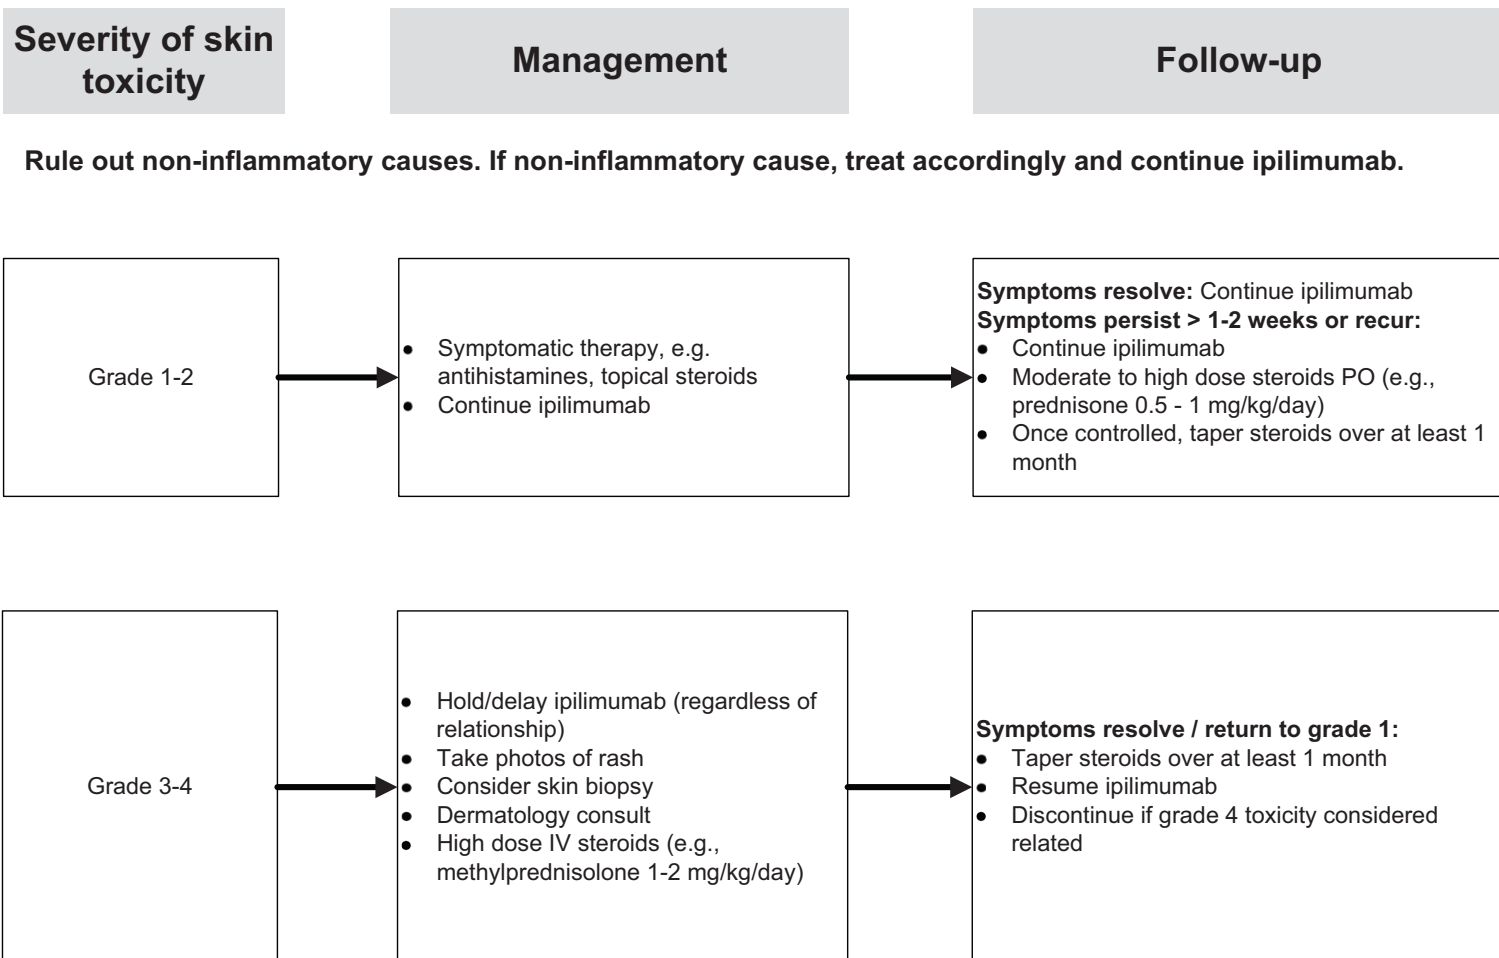 Severity of skin
toxicity
Management
Follow-up
Rule out non-inflammatory causes. If non-inflammatory cause, treat accordingly and continue ipilimumab.
Grade 1-2
● Symptomatic therapy, e.g.
antihistamines, topical steroids
● Continue ipilimumab
Symptoms resolve: Continue ipilimumab
Symptoms persist > 1-2 weeks or recur:
● Continue ipilimumab
● Moderate to high dose steroids PO (e.g.,
prednisone 0.5 - 1 mg/kg/day)
● Once controlled, taper steroids over at least 1
month
Grade 3-4
● Hold/delay ipilimumab (regardless of
relationship)
● Take photos of rash
● Consider skin biopsy
● Dermatology consult
● High dose IV steroids (e.g.,
methylprednisolone 1-2 mg/kg/day)
Symptoms resolve / return to grade 1:
● Taper steroids over at least 1 month
● Resume ipilimumab
● Discontinue if grade 4 toxicity considered
related